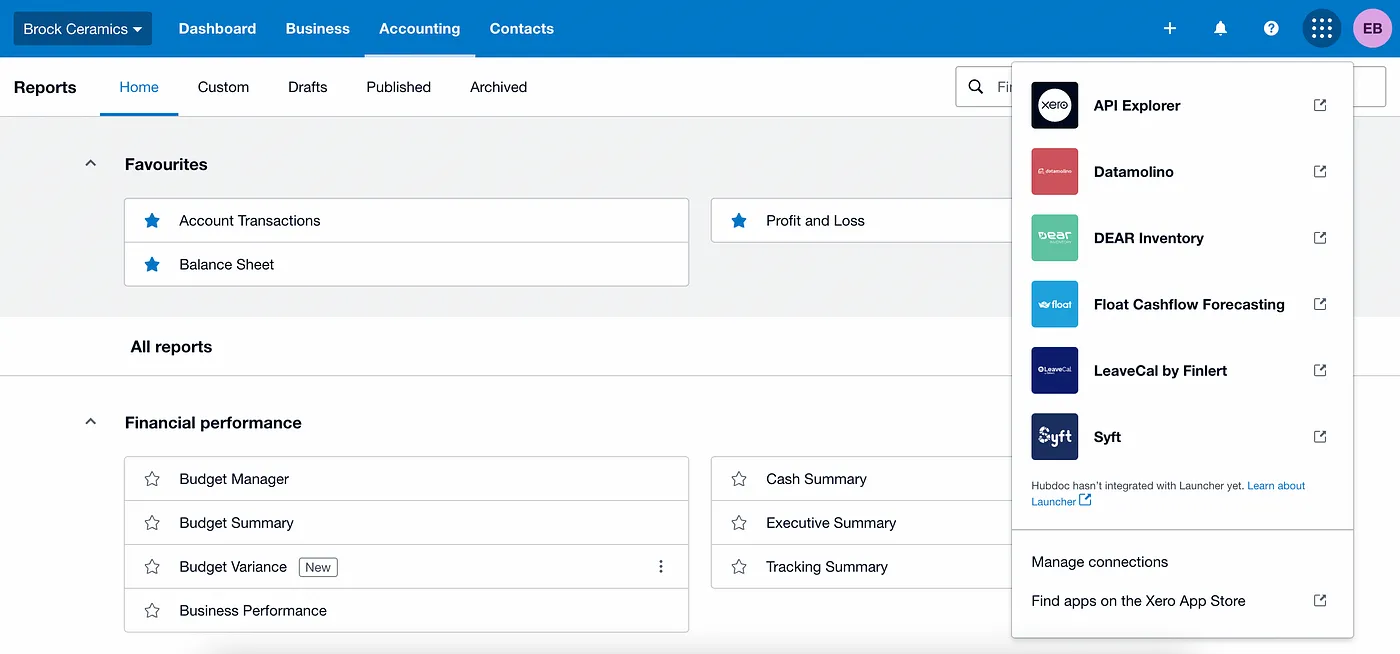 Brock Ceramics
Dashboard
Business
Accounting
Contacts
EB
Reports
Home
Custom
Drafts
Published
Archived
Favourites
Account Transactions
Profit and Loss
Balance Sheet
All reports
Financial performance
Budget Manager
Budget Summary
Budget Variance New
Business Performance
Cash Summary
Executive Summary
Tracking Summary
xero
API Explorer
datamolino
Datamolino
DEAR
DEAR Inventory
float
Float Cashflow Forecasting
LeaveCal
LeaveCal by Finlert
Syft
Syft
Hubdoc hasn't integrated with Launcher yet. Learn about
Launcher
Manage connections
Find apps on the Xero App Store